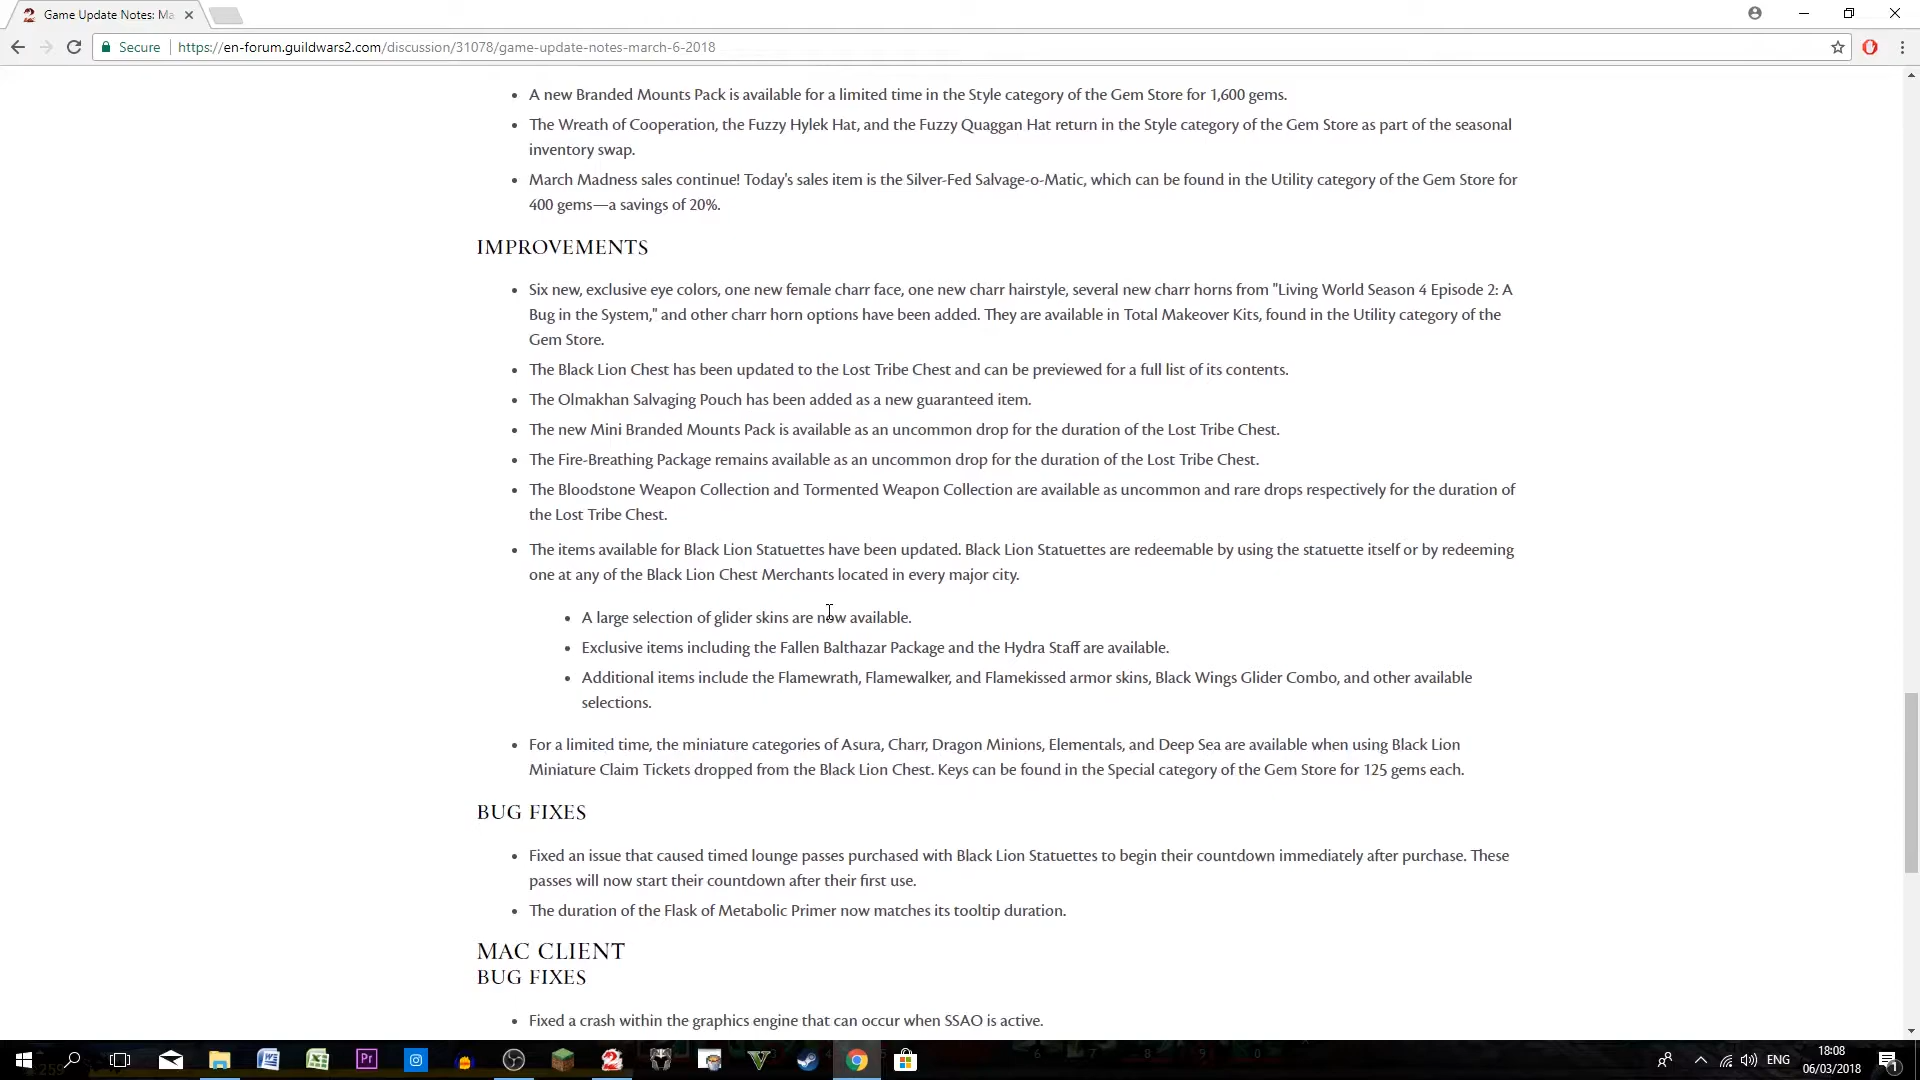 Game Update Notes: Ma
Secure
https://en-forum.guildwars2.com/discussion/31078/game-update-notes-march-6-2018
• A new Branded Mounts Pack is available for a limited time in the Style category of the Gem Store for 1,600 gems.
• The Wreath of Cooperation, the Fuzzy Hylek Hat, and the Fuzzy Quaggan Hat return in the Style category of the Gem Store as part of the seasonal
inventory swap.
• March Madness sales continue! Today's sales item is the Silver-Fed Salvage-o-Matic, which can be found in the Utility category of the Gem Store for
400 gems—a savings of 20%.
IMPROVEMENTS
• Six new, exclusive eye colors, one new female charr face, one new charr hairstyle, several new charr horns from "Living World Season 4 Episode 2: A
Bug in the System," and other charr horn options have been added. They are available in Total Makeover Kits, found in the Utility category of the
Gem Store.
• The Black Lion Chest has been updated to the Lost Tribe Chest and can be previewed for a full list of its contents.
• The Olmakhan Salvaging Pouch has been added as a new guaranteed item.
• The new Mini Branded Mounts Pack is available as an uncommon drop for the duration of the Lost Tribe Chest.
• The Fire-Breathing Package remains available as an uncommon drop for the duration of the Lost Tribe Chest.
• The Bloodstone Weapon Collection and Tormented Weapon Collection are available as uncommon and rare drops respectively for the duration of
the Lost Tribe Chest.
• The items available for Black Lion Statuettes have been updated. Black Lion Statuettes are redeemable by using the statuette itself or by redeeming
one at any of the Black Lion Chest Merchants located in every major city.
• A large selection of glider skins are now available.
• Exclusive items including the Fallen Balthazar Package and the Hydra Staff are available.
• Additional items include the Flamewrath, Flamewalker, and Flamekissed armor skins, Black Wings Glider Combo, and other available
selections.
• For a limited time, the miniature categories of Asura, Charr, Dragon Minions, Elementals, and Deep Sea are available when using Black Lion
Miniature Claim Tickets dropped from the Black Lion Chest. Keys can be found in the Special category of the Gem Store for 125 gems each.
BUG FIXES
• Fixed an issue that caused timed lounge passes purchased with Black Lion Statuettes to begin their countdown immediately after purchase. These
passes will now start their countdown after their first use.
• The duration of the Flask of Metabolic Primer now matches its tooltip duration.
MAC CLIENT
BUG FIXES
• Fixed a crash within the graphics engine that can occur when SSAO is active.
Pr
ENG
18:08
06/03/2018
1